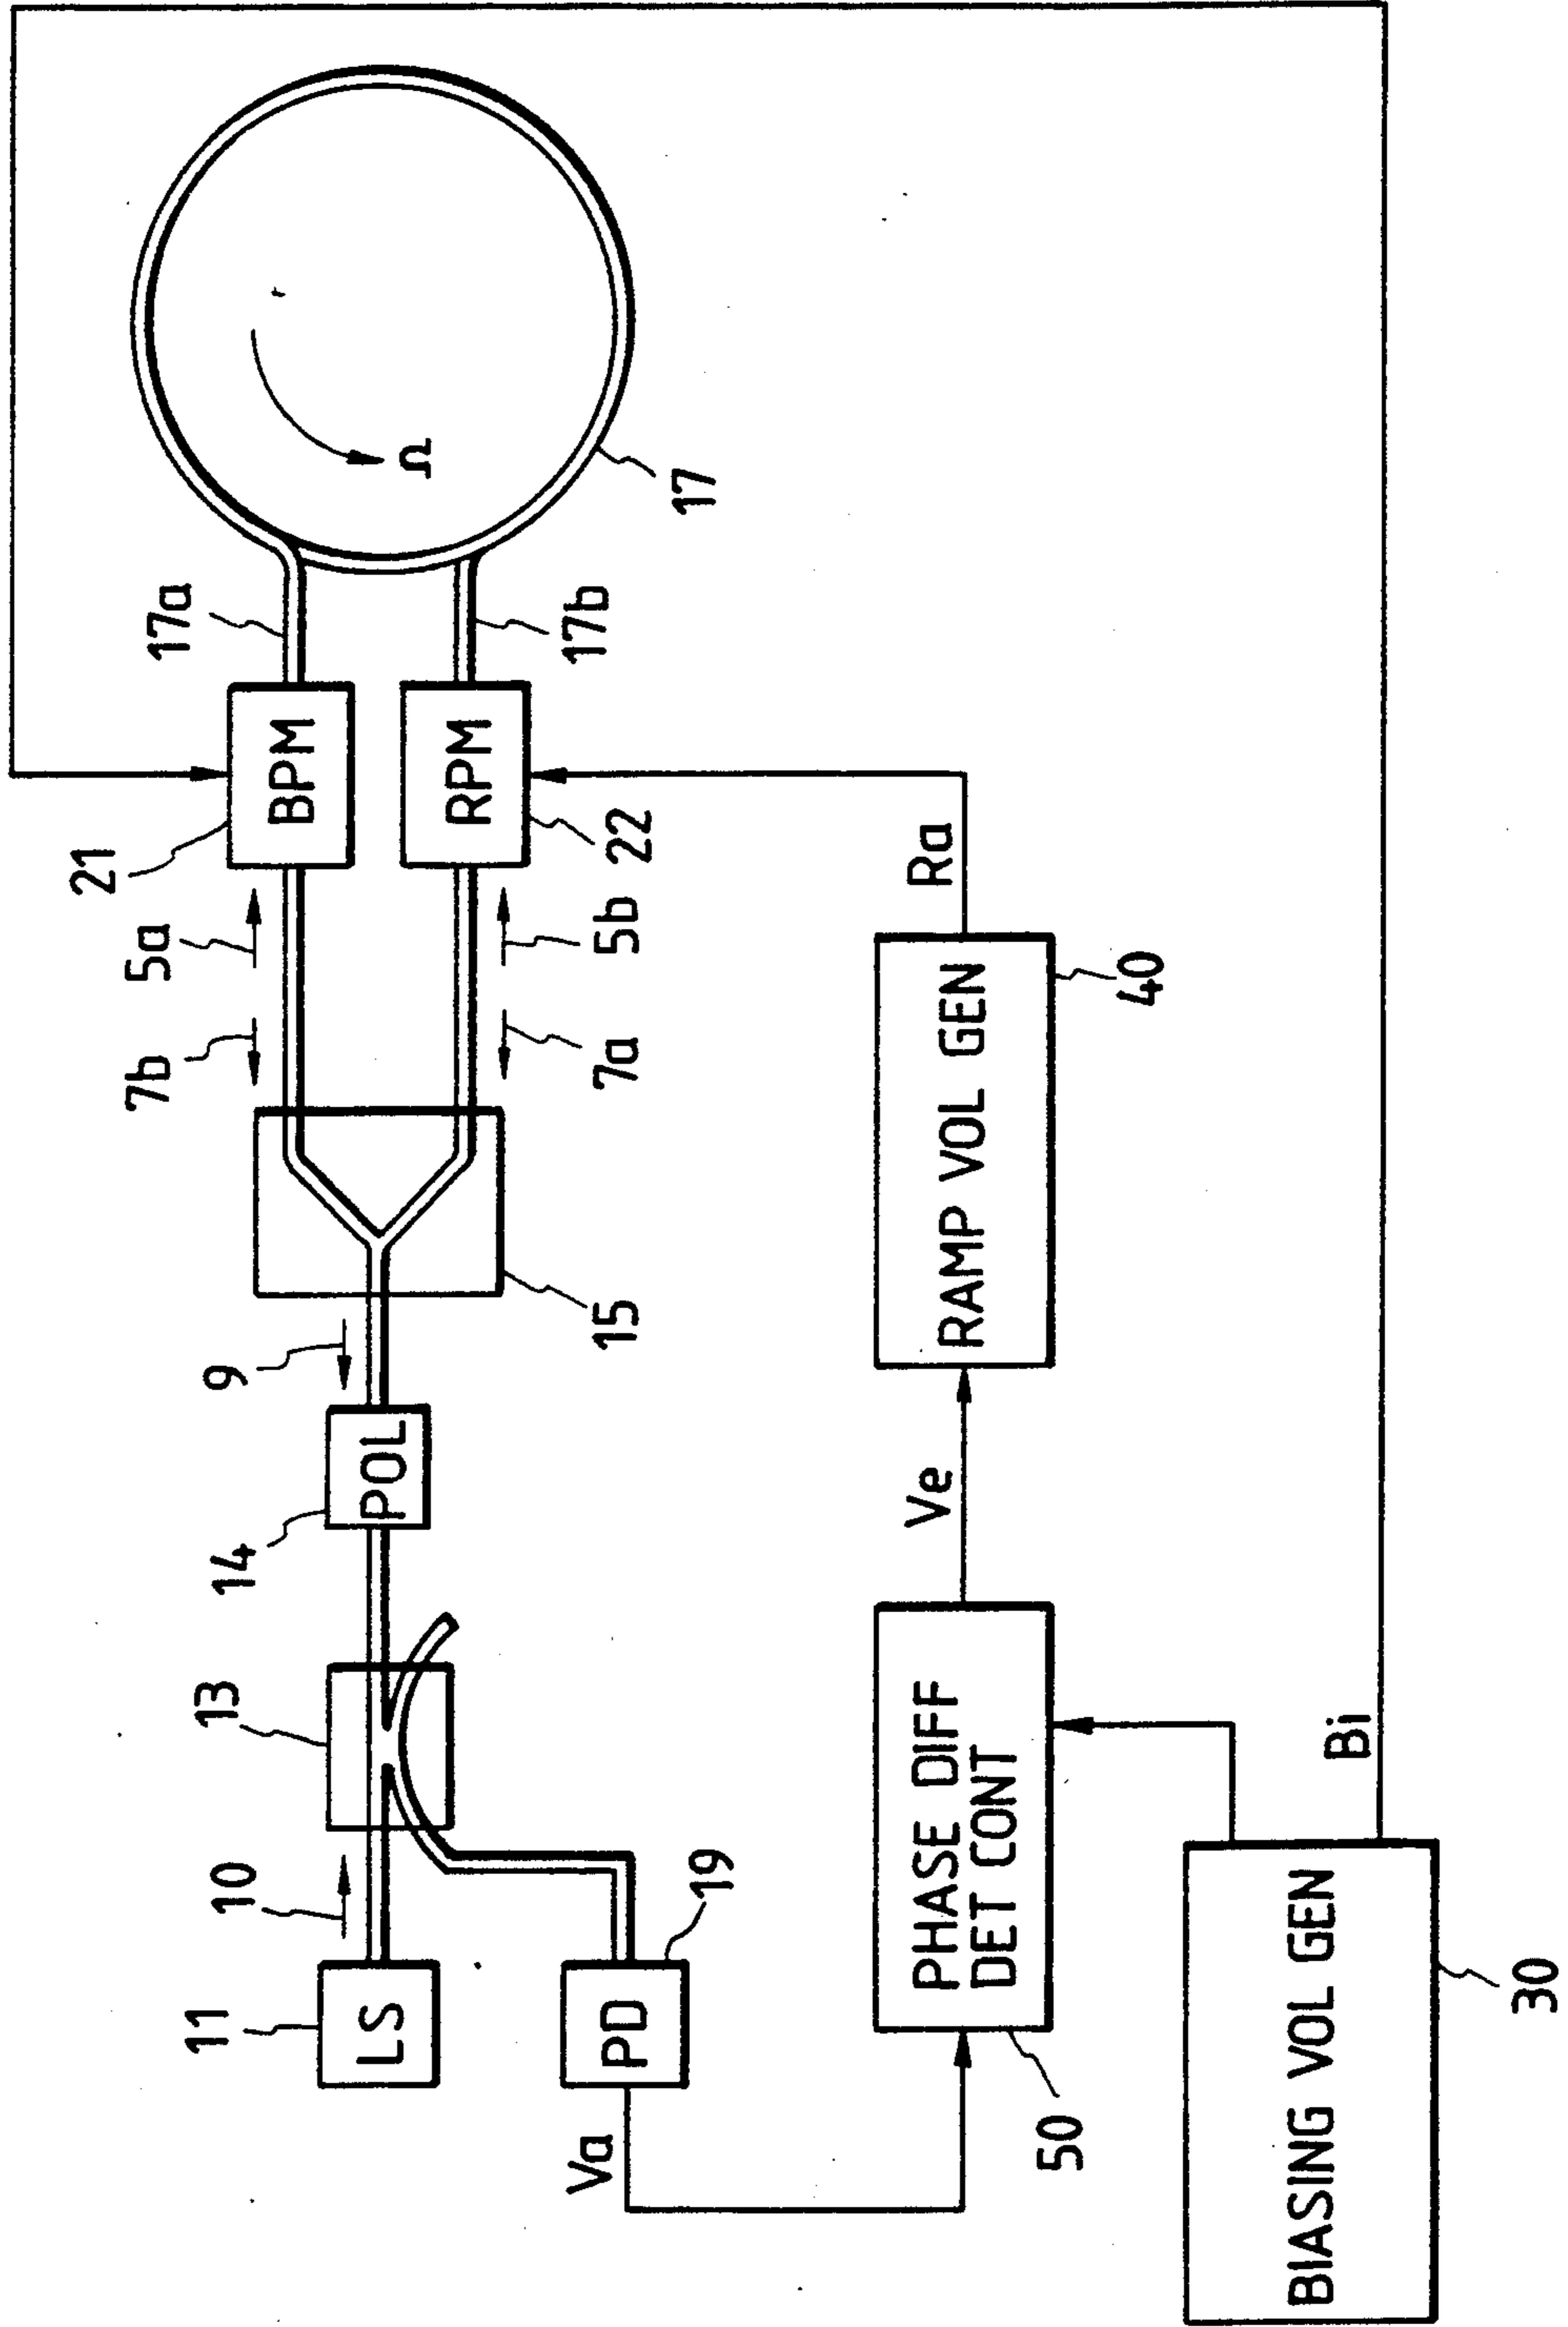 11
LS
10
13
14
POL
9
15
7b
5a
21
BPM
17a
7a
5b
22
RPM
17b
Ω
17
PD
19
Va
50
PHASE DIFF
DET CONT
Ve
RAMP VOL GEN
40
Ra
BIASING VOL GEN
30
Bi